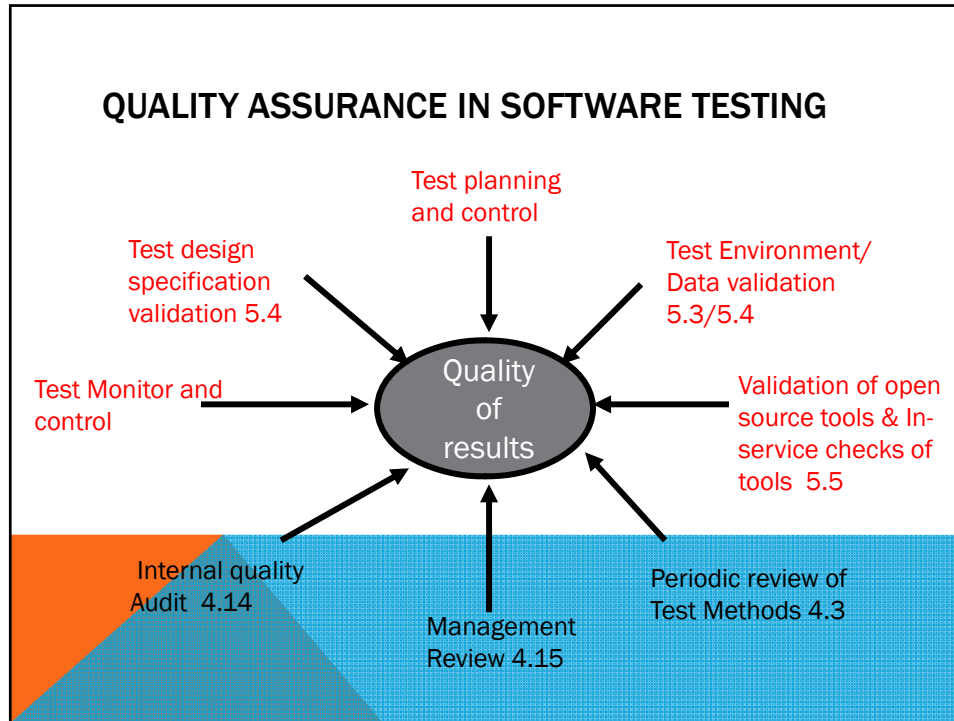 QUALITY ASSURANCE IN SOFTWARE TESTING
Test planning
and control
Test design
specification
validation 5.4
Test Environment/
Data validation
5.3/5.4
Quality
of
results
Test Monitor and
control
Validation of open
source tools & In-
service checks of
tools 5.5
Internal quality
Audit 4.14
Management
Review 4.15
Periodic review of
Test Methods 4.3